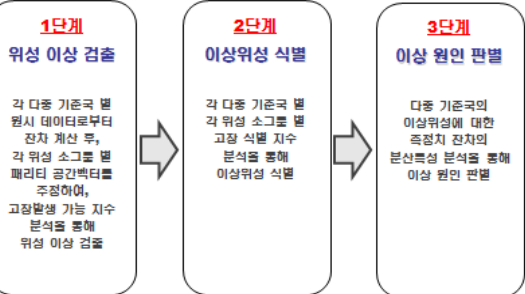 1단계
위성 이상 검출
각 다중 기준국 별
원시 데이터로부터
잔차 계산 후,
각 위성 소그룹 별
패리티 공간벡터를
추정하여,
고장발생 가능 지수
분석을 통해
위성 이상 검출
2단계
이상위성 식별
각 다중 기준국 별
각 위성 소그룹 별
고장 식별 지수
분석을 통해
이상위성 식별
3단계
이상 원인 판별
다중 기준국의
이상위성에 대한
측정치 잔차의
분산특성 분석을 통해
이상 원인 판별